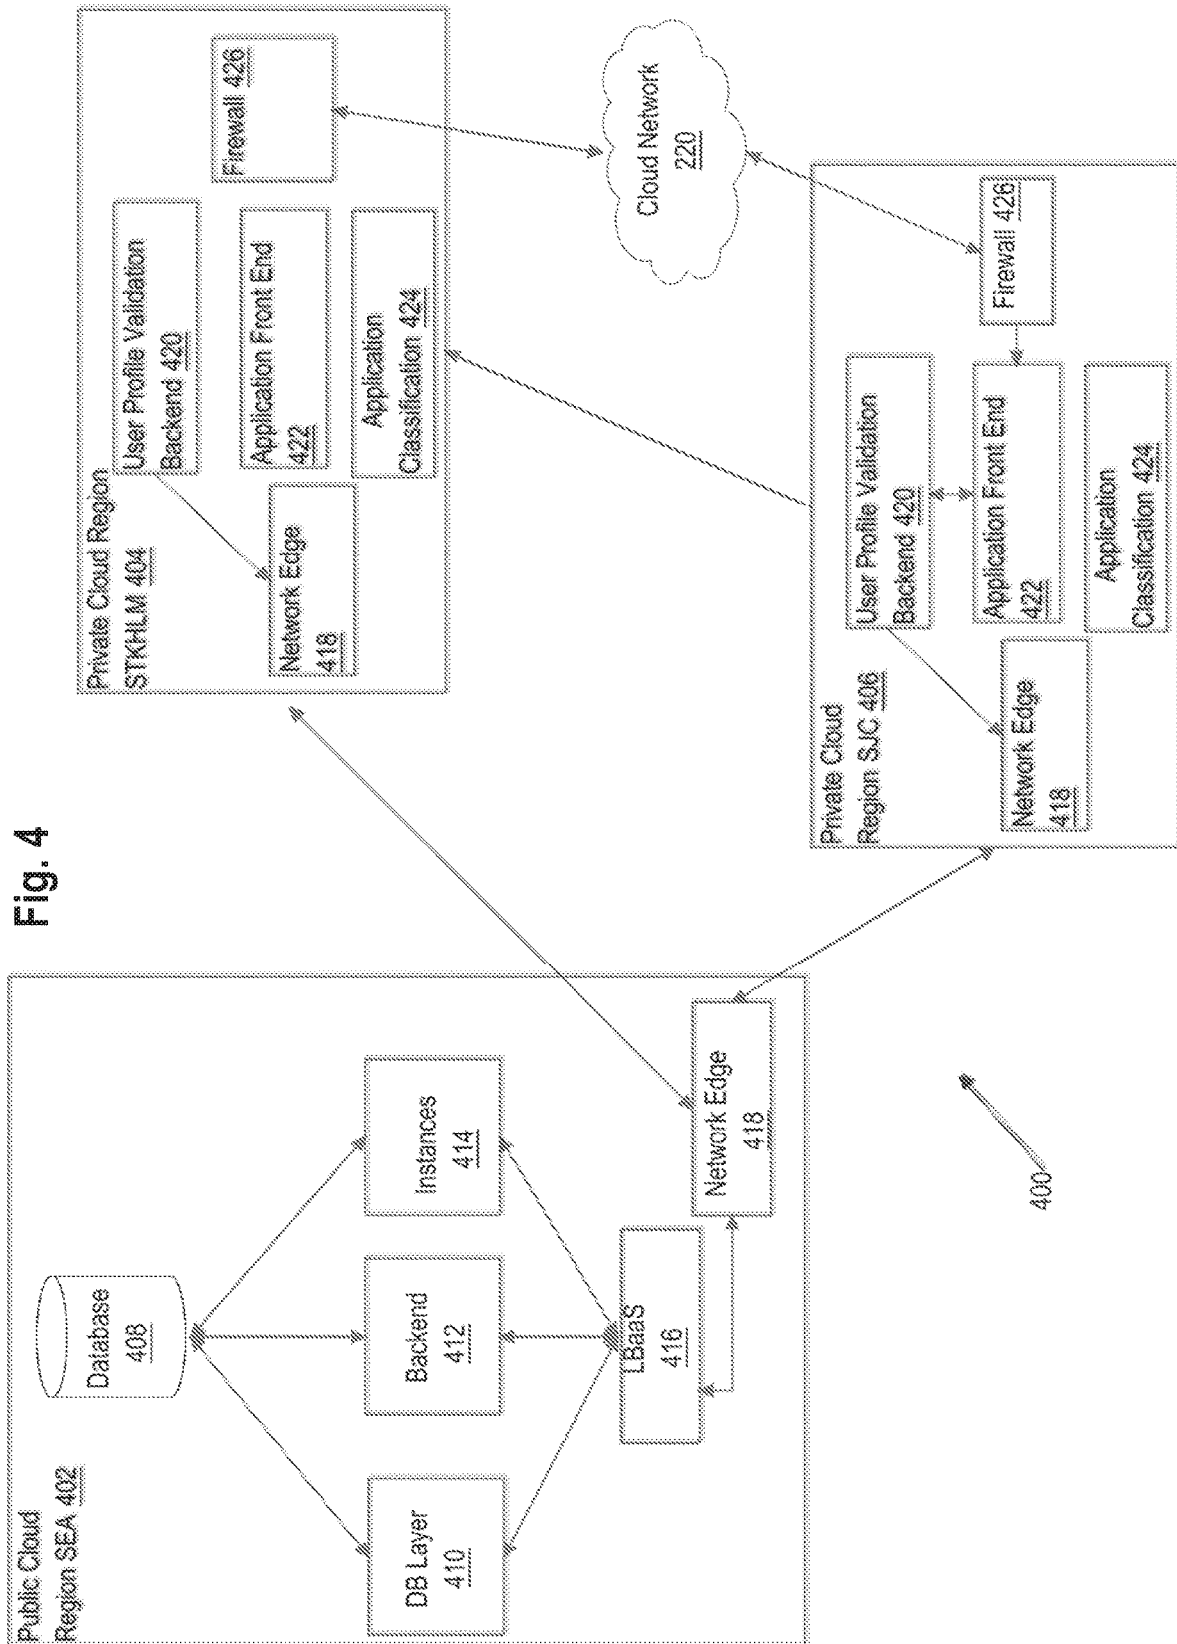 Fig. 4
Public Cloud
Region SEA 402
Database
408
DB Layer
410
Backend
412
Instances
414
LBaaS
416
Network Edge
418
Private Cloud Region
STKHLM 404
User Profile Validation
Backend 420
Network Edge
418
Application Front End
422
Application
Classification 424
Firewall 426
Cloud Network
220
Private Cloud
Region SJC 406
User Profile Validation
Backend 420
Network Edge
418
Application Front End
422
Application
Classification 424
Firewall 426
400